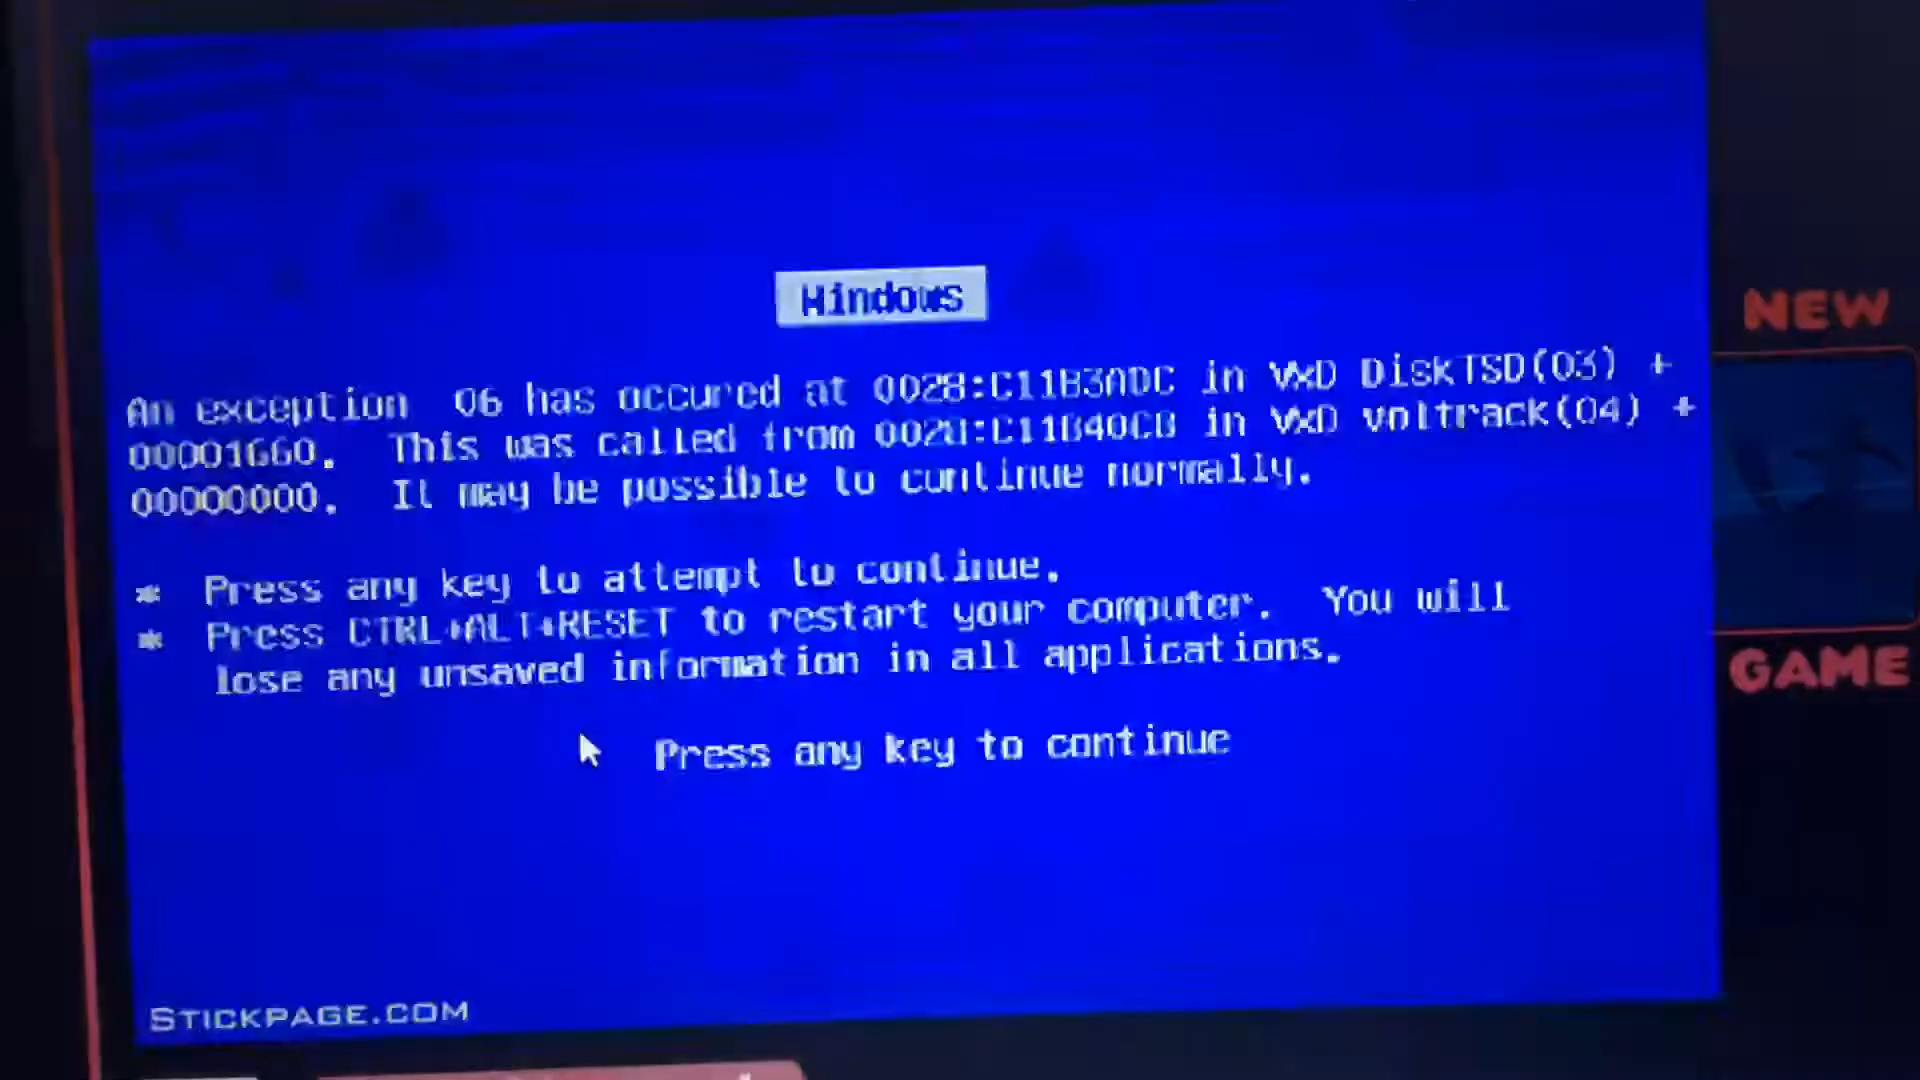 Windows
An exception 06 has occured at 0028:C11B3ADC in VxD DiskTSD(03) +
00001660. This was called from 0028:C11B40C8 in VxD voltrack(04) +
00000000. It may be possible to continue normally.
* Press any key to attempt to continue.
* Press CTRL+ALT+RESET to restart your computer. You will
lose any unsaved information in all applications.
Press any key to continue
STICKPAGE.COM
NEW
GAME